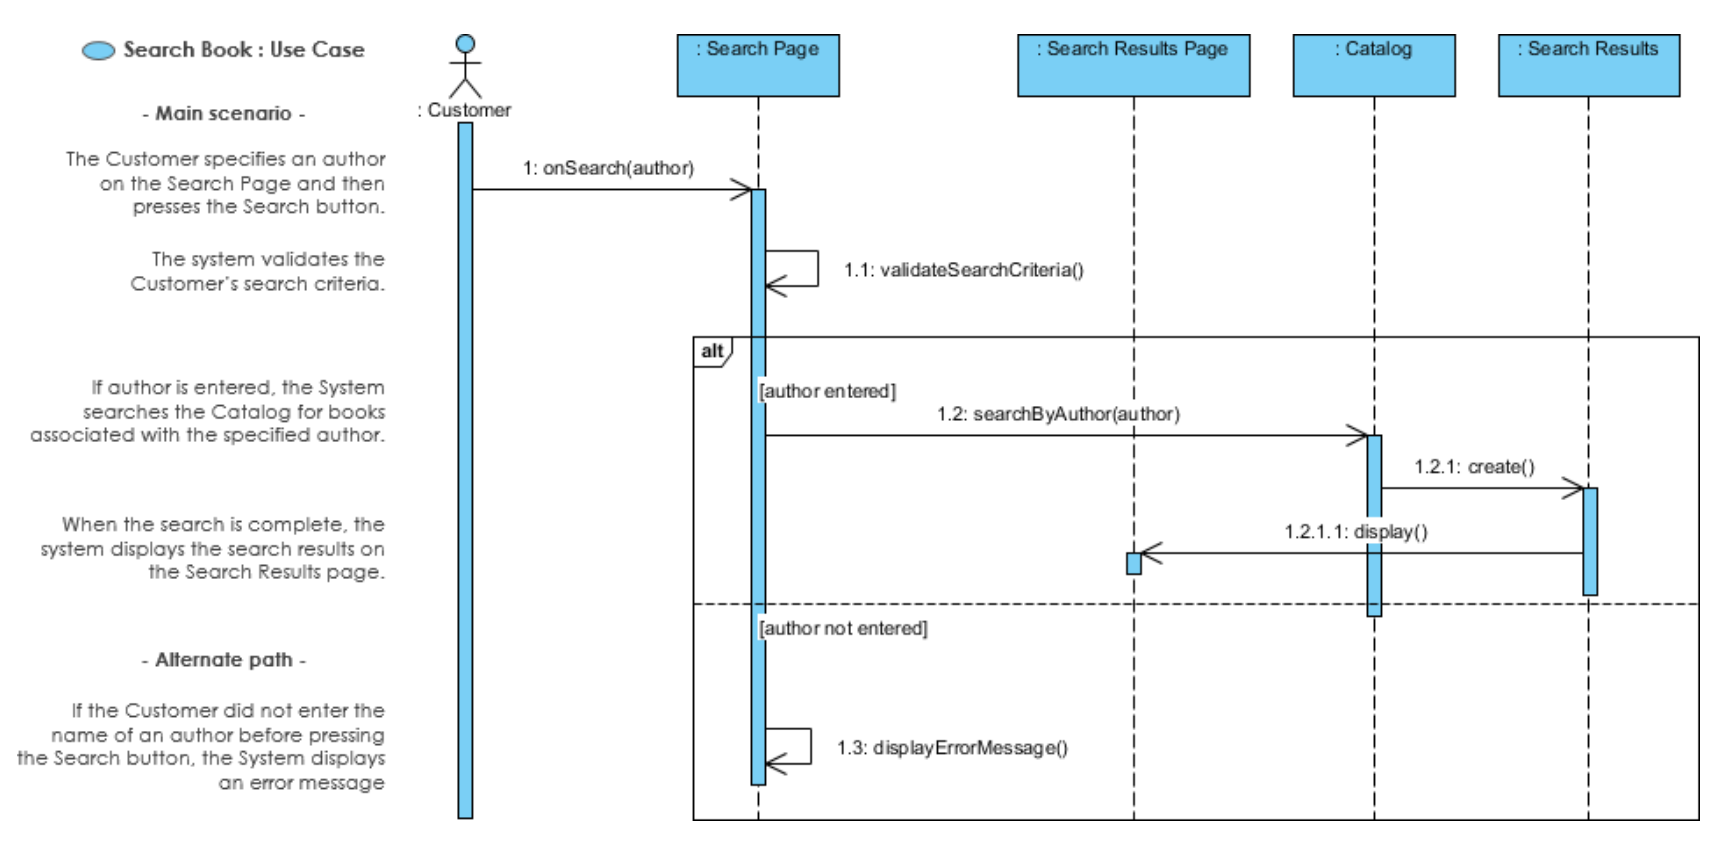 Search Book : Use Case
: Customer
: Search Page
: Search Results Page
: Catalog
: Search Results
- Main scenario -
The Customer specifies an author
on the Search Page and then
presses the Search button.
1: onSearch(author)
The system validates the
Customer's search criteria.
1.1: validateSearchCriteria()
alt
[author entered]
If author is entered, the System
searches the Catalog for books
associated with the specified author.
1.2: searchByAuthor(author)
1.2.1: create()
When the search is complete, the
system displays the search results on
the Search Results page.
1.2.1.1: display()
[author not entered]
- Alternate path -
If the Customer did not enter the
name of an author before pressing
the Search button, the System displays
an error message
1.3: displayErrorMessage()